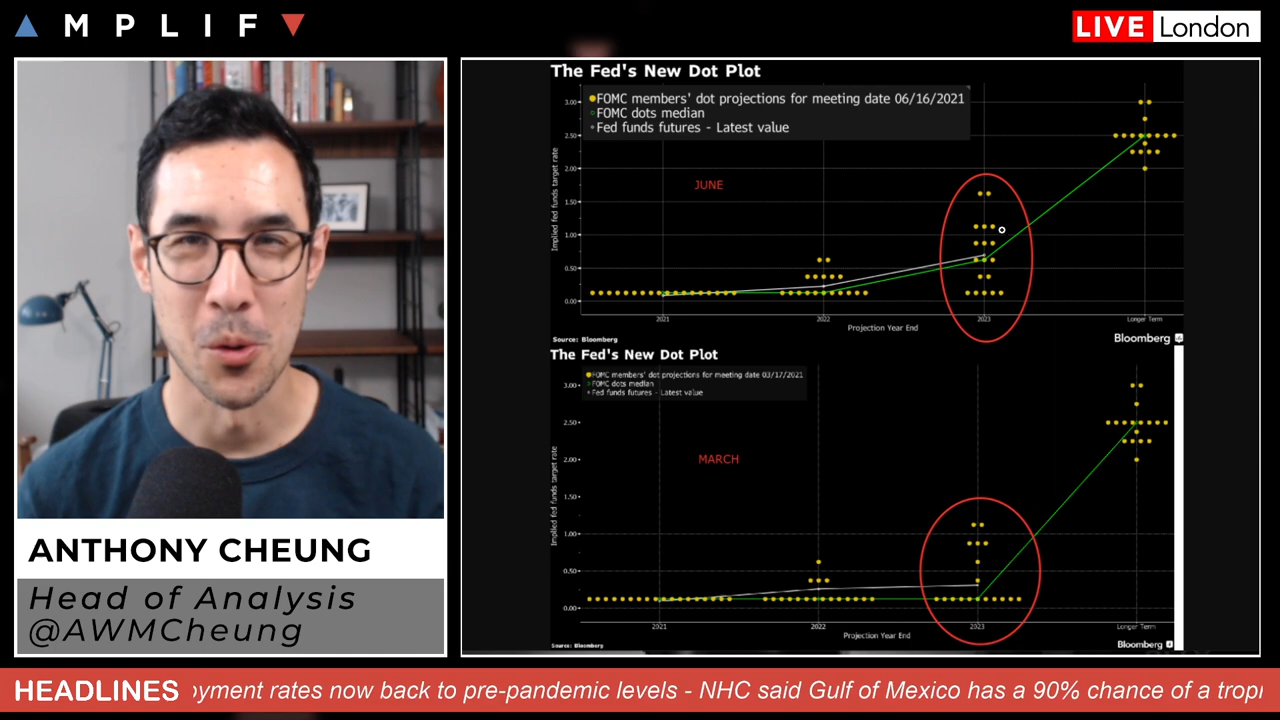 AMPLIFY
LIVE London
The Fed's New Dot Plot
FOMC members' dot projections for meeting date 06/16/2021
FOMC dots median
Fed funds futures - Latest value
JUNE
Implied fed funds target rate
3.00
2.50
2.00
1.50
1.00
0.50
0.00
2021 2022 2023 Longer Term
Projection Year End
Source: Bloomberg
Bloomberg
The Fed's New Dot Plot
FOMC members' dot projections for meeting date 03/17/2021
FOMC dots median
Fed funds futures - Latest value
MARCH
Implied fed funds target rate
3.00
2.50
2.00
1.50
1.00
0.50
0.00
2021 2022 2023 Longer Term
Projection Year End
Source: Bloomberg
Bloomberg
ANTHONY CHEUNG
Head of Analysis
@AWMCheung
HEADLINES yment rates now back to pre-pandemic levels - NHC said Gulf of Mexico has a 90% chance of a tropi